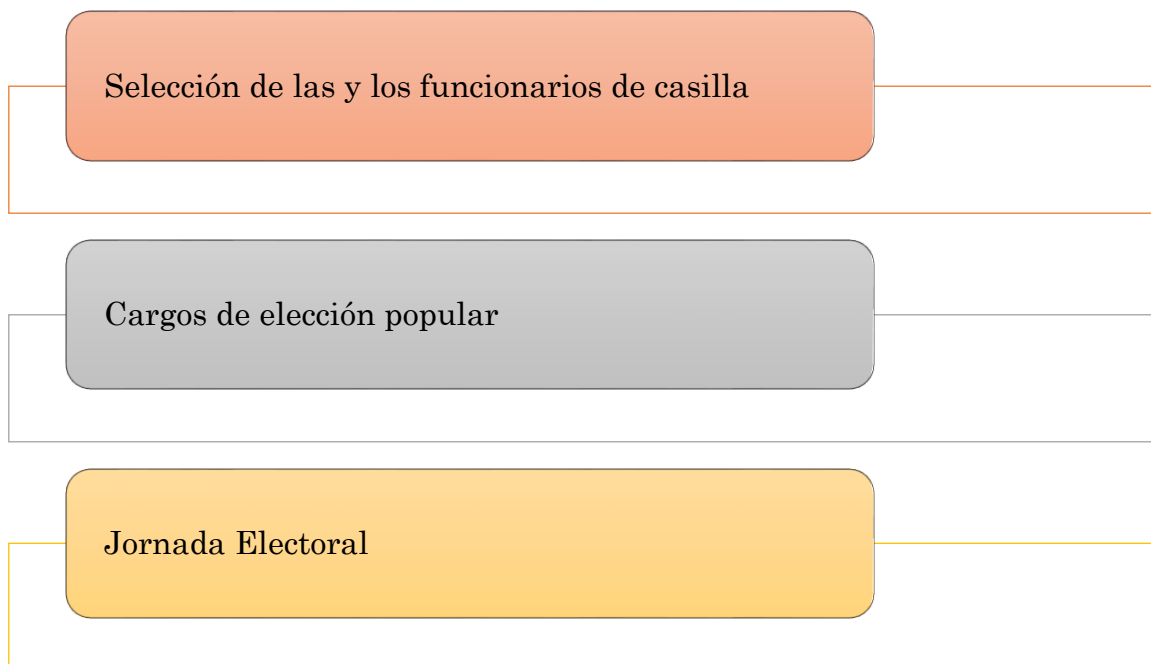 Selección de las y los funcionarios de casilla
Cargos de elección popular
Jornada Electoral